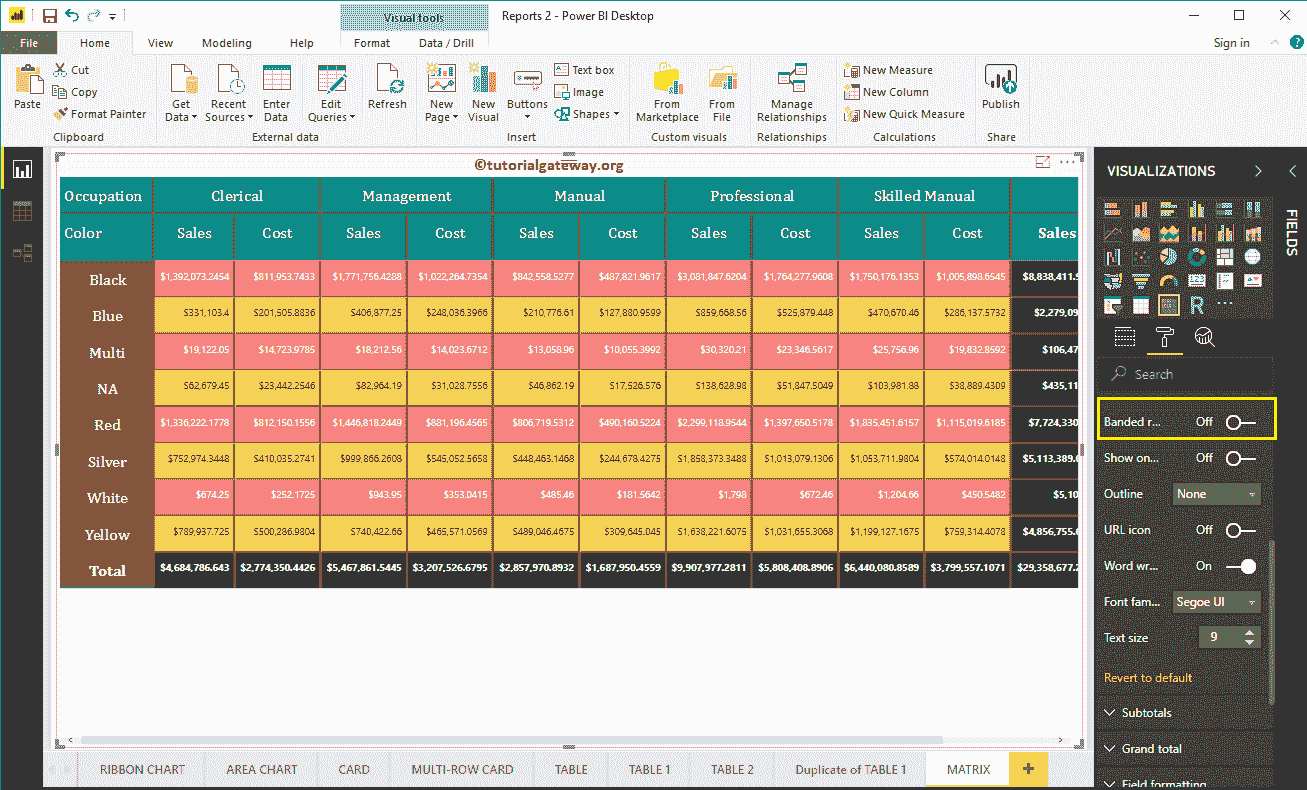 Visual tools
Reports 2 - Power BI Desktop
File Home View Modeling Help Format Data / Drill Sign in
Paste
Cut
Copy
Format Painter
Clipboard
Get Data
Recent Sources
Enter Data
Edit Queries
External data
Refresh
New Page
New Visual
Buttons
Text box
Image
Shapes
Insert
From Marketplace
From File
Custom visuals
Manage Relationships
Relationships
New Measure
New Column
New Quick Measure
Calculations
Publish
Share
©tutorialgateway.org
Occupation Clerical Management Manual Professional Skilled Manual
Color Sales Cost Sales Cost Sales Cost Sales Cost Sales Cost Sales
Black $1,392,073.2454 $811,953.7433 $1,771,756.4288 $1,022,264.7354 $842,558.5277 $487,821.9617 $3,081,847.6204 $1,764,277.9608 $1,750,176.1353 $1,005,898.6545
Blue $331,103.4 $201,505.8836 $406,877.25 $248,036.3966 $210,776.61 $127,880.9599 $859,668.56 $525,879.448 $470,670.46 $286,137.5732 $2,279,09
Multi $19,122.05 $14,723.9785 $18,212.56 $14,023.6712 $13,058.96 $10,055.3992 $30,320.21 $23,346.5617 $25,756.96 $19,832.8592 $106,47
NA $62,679.45 $23,442.2546 $82,964.19 $31,028.7556 $46,862.19 $17,526.576 $138,628.98 $51,847.5049 $103,981.88 $38,889.4309 $435,11
Red $1,336,222.1778 $812,150.1556 $1,446,818.2449 $881,196.4565 $806,719.5312 $490,160.5224 $2,299,118.9544 $1,397,650.5178 $1,835,451.6157 $1,115,019.6185 $7,724,330
Silver $752,974.3448 $410,035.2741 $999,866.2608 $545,052.5658 $448,463.1468 $244,678.4275 $1,858,373.3488 $1,013,079.1306 $1,053,711.9804 $574,014.0148 $5,113,389.
White $674.25 $252.1725 $943.95 $353.0415 $485.46 $181.5642 $1,798 $672.46 $1,204.66 $450.5482 $5,10
Yellow $789,937.725 $500,286.9804 $740,422.66 $465,571.0569 $489,046.4675 $309,645.045 $1,638,221.6075 $1,031,655.3068 $1,199,127.1675 $759,314.4078 $4,856,755.
Total $4,684,786.643 $2,774,350.4426 $5,467,861.5445 $3,207,526.6795 $2,857,970.8932 $1,687,950.4559 $9,907,977.2811 $5,808,408.8906 $6,440,080.8589 $3,799,557.1071 $29,358,677.
VISUALIZATIONS
FIELDS
Search
Banded r... Off
Show on... Off
Outline None
URL icon Off
Word wr... On
Font fam... Segoe UI
Text size 9
Revert to default
Subtotals
Grand total
Field formatting
RIBBON CHART AREA CHART CARD MULTI-ROW CARD TABLE TABLE 1 TABLE 2 Duplicate of TABLE 1 MATRIX +